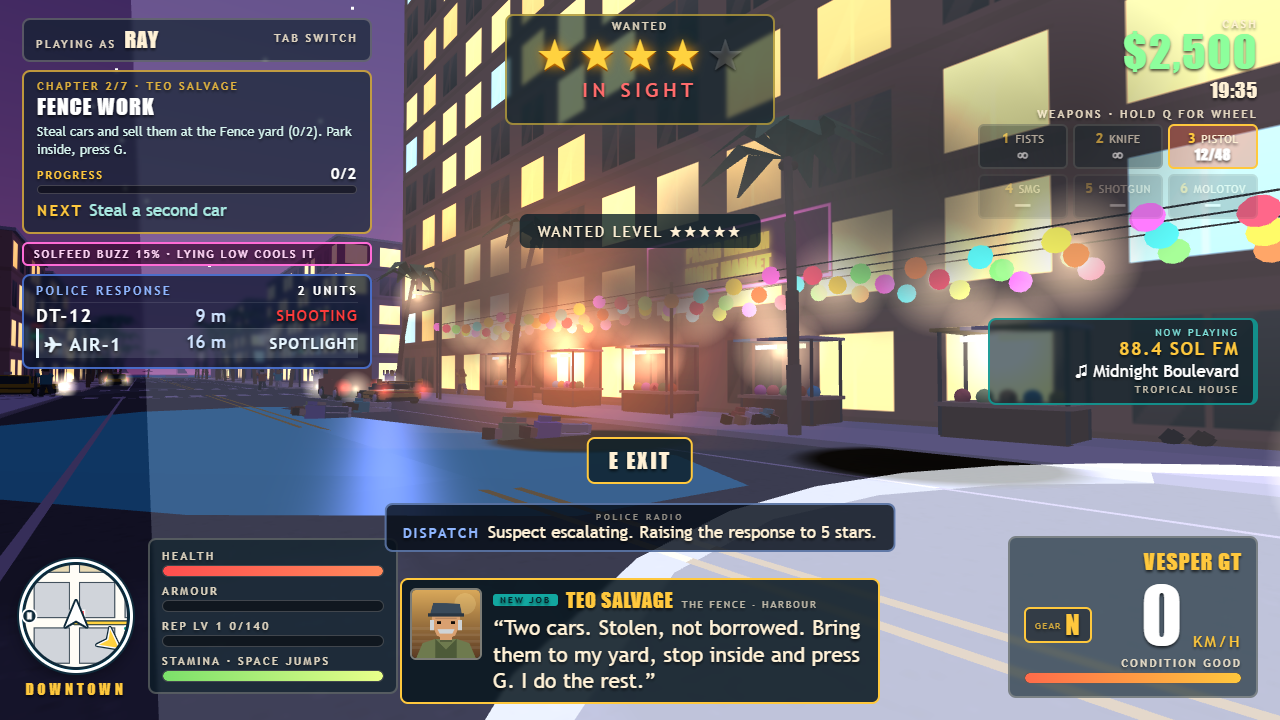 PLAYING AS RAY TAB SWITCH
CHAPTER 2/7 · TEO SALVAGE
FENCE WORK
Steal cars and sell them at the Fence yard (0/2). Park
inside, press G.
PROGRESS 0/2
NEXT Steal a second car
SOLFEED BUZZ 15% · LYING LOW COOLS IT
POLICE RESPONSE 2 UNITS
DT-12 9 m SHOOTING
AIR-1 16 m SPOTLIGHT
WANTED
IN SIGHT
WANTED LEVEL ★★★★★
CASH
$2,500
19:35
WEAPONS · HOLD Q FOR WHEEL
1 FISTS
∞
2 KNIFE
∞
3 PISTOL
12/48
4 SMG
—
5 SHOTGUN
—
6 MOLOTOV
—
NIGHT MARKET
NOW PLAYING
88.4 SOL FM
♫ Midnight Boulevard
TROPICAL HOUSE
E EXIT
POLICE RADIO
DISPATCH Suspect escalating. Raising the response to 5 stars.
NEW JOB TEO SALVAGE THE FENCE · HARBOUR
“Two cars. Stolen, not borrowed. Bring
them to my yard, stop inside and press
G. I do the rest.”
HEALTH
ARMOUR
REP LV 1 0/140
STAMINA · SPACE JUMPS
N
DOWNTOWN
VESPER GT
GEAR N
0 KM/H
CONDITION GOOD